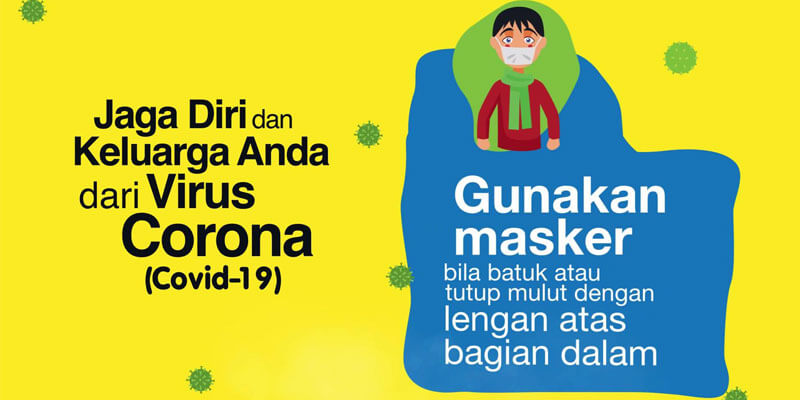 Jaga Diri dan
Keluarga Anda
dari Virus
Corona
(Covid-19)
Gunakan
masker
bila batuk atau
tutup mulut dengan
lengan atas
bagian dalam